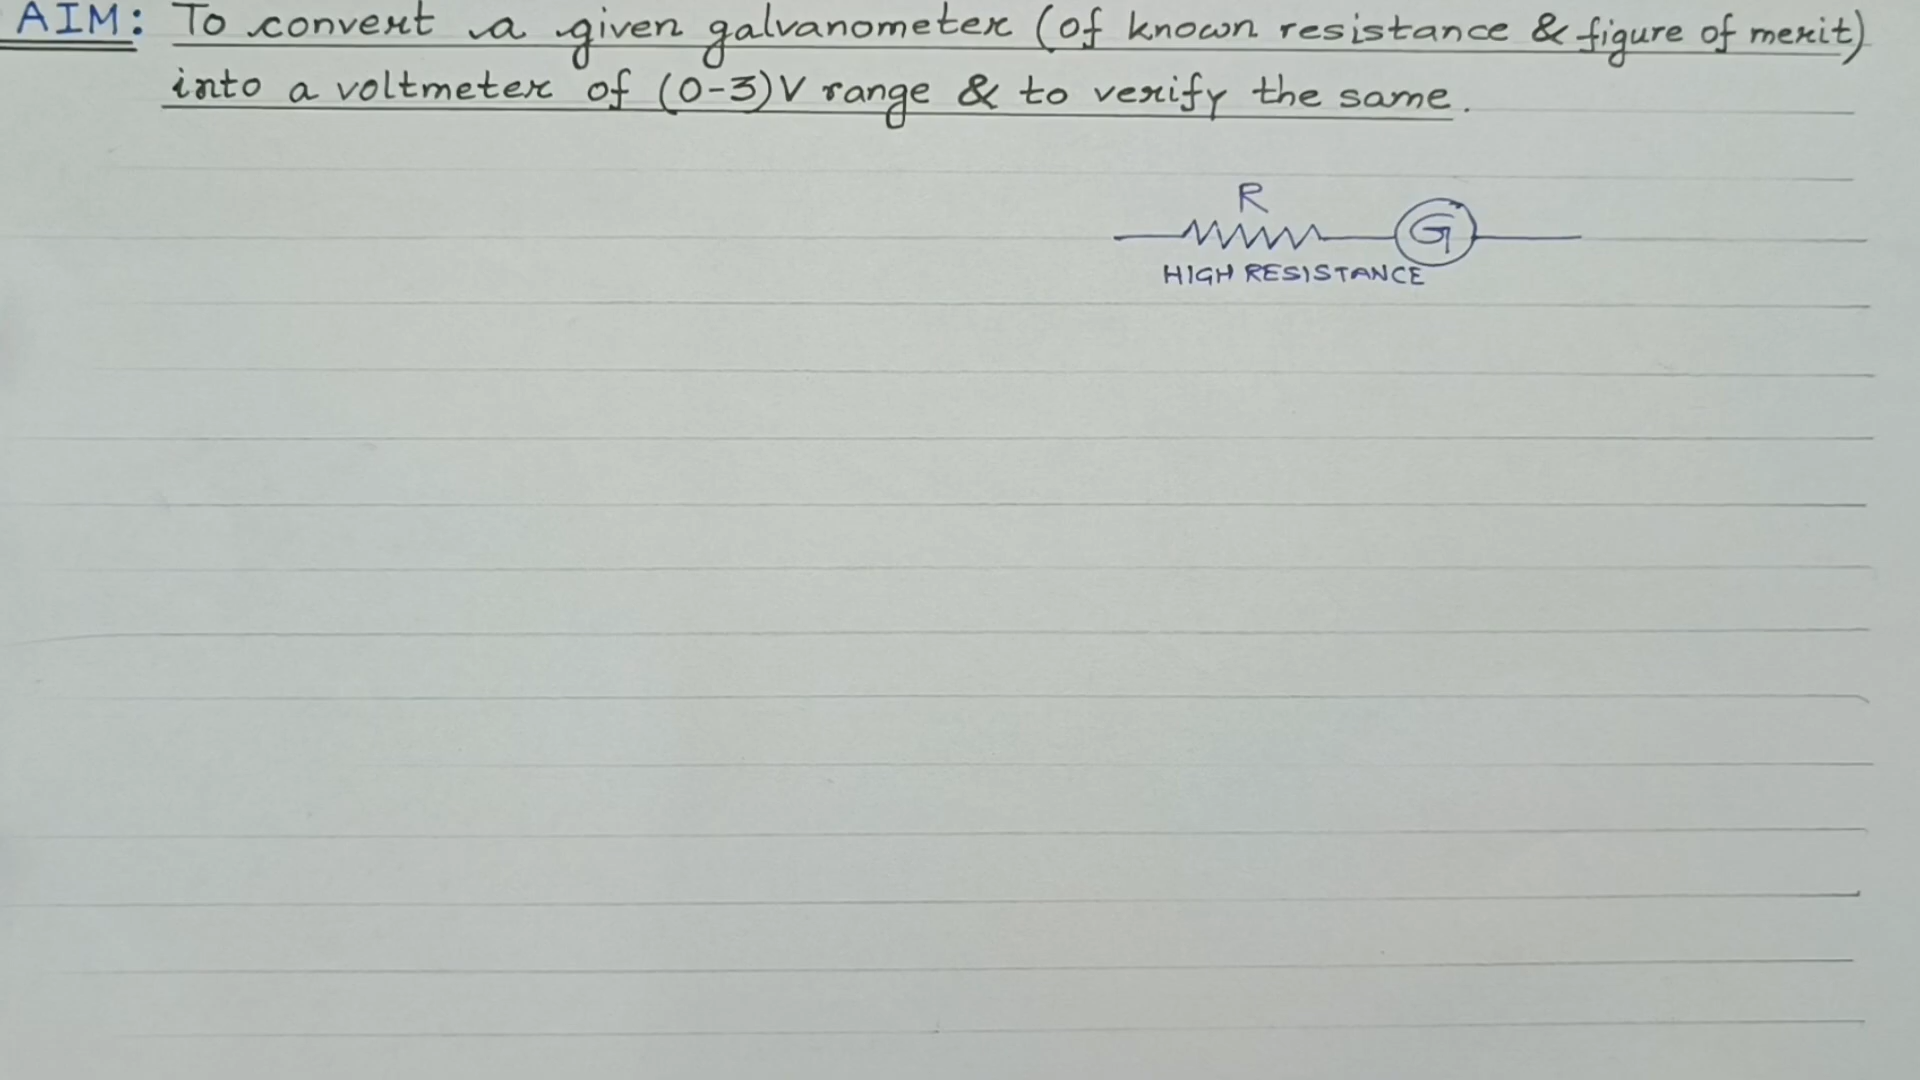 AIM: To convert a given galvanometer (of known resistance & figure of merit)
into a voltmeter of (0-3)V range & to verify the same.
R
G
HIGH RESISTANCE